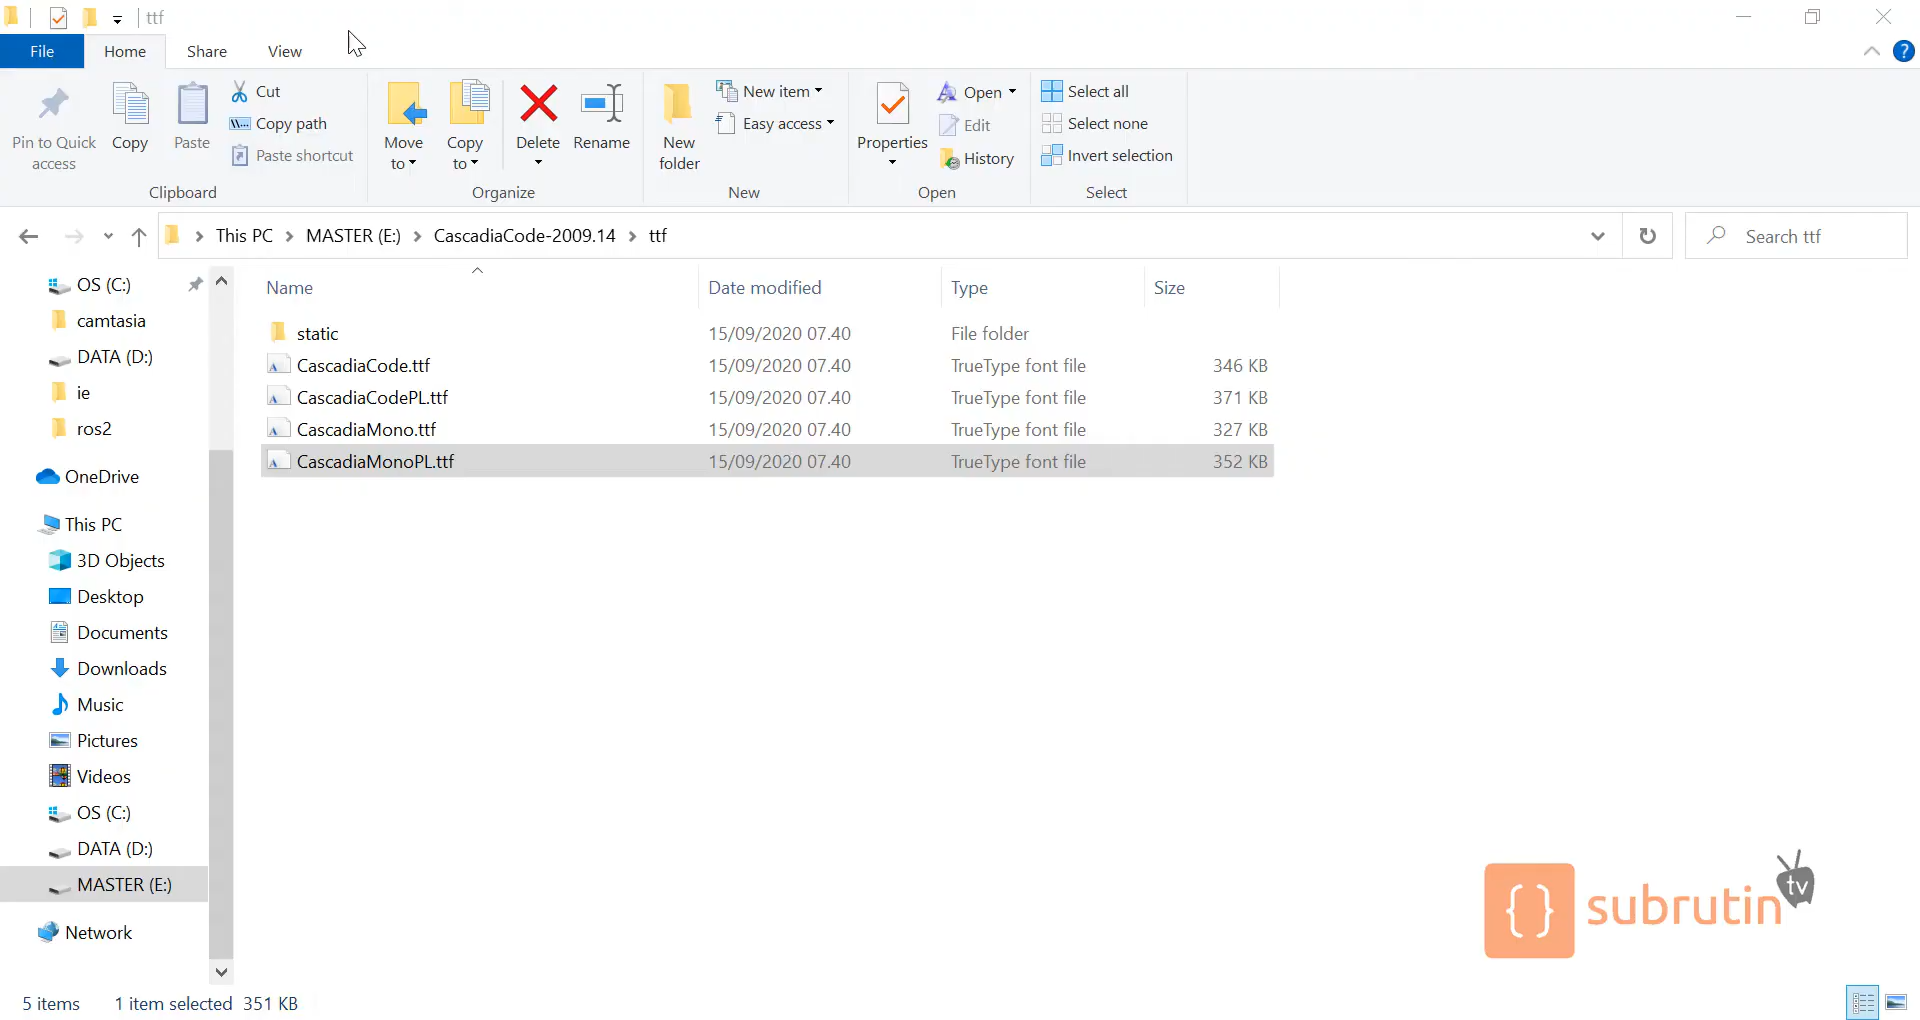 ttf
File Home Share View
Pin to Quick access
Copy
Paste
Cut
Copy path
Paste shortcut
Clipboard
Move to
Copy to
Delete
Rename
Organize
New folder
New item
Easy access
New
Properties
Open
Edit
History
Open
Select all
Select none
Invert selection
Select
This PC > MASTER (E:) > CascadiaCode-2009.14 > ttf
Search ttf
OS (C:)
camtasia
DATA (D:)
ie
ros2
OneDrive
This PC
3D Objects
Desktop
Documents
Downloads
Music
Pictures
Videos
OS (C:)
DATA (D:)
MASTER (E:)
Network
Name Date modified Type Size
static 15/09/2020 07.40 File folder
CascadiaCode.ttf 15/09/2020 07.40 TrueType font file 346 KB
CascadiaCodePL.ttf 15/09/2020 07.40 TrueType font file 371 KB
CascadiaMono.ttf 15/09/2020 07.40 TrueType font file 327 KB
CascadiaMonoPL.ttf 15/09/2020 07.40 TrueType font file 352 KB
{} subrutin tv
5 items 1 item selected 351 KB